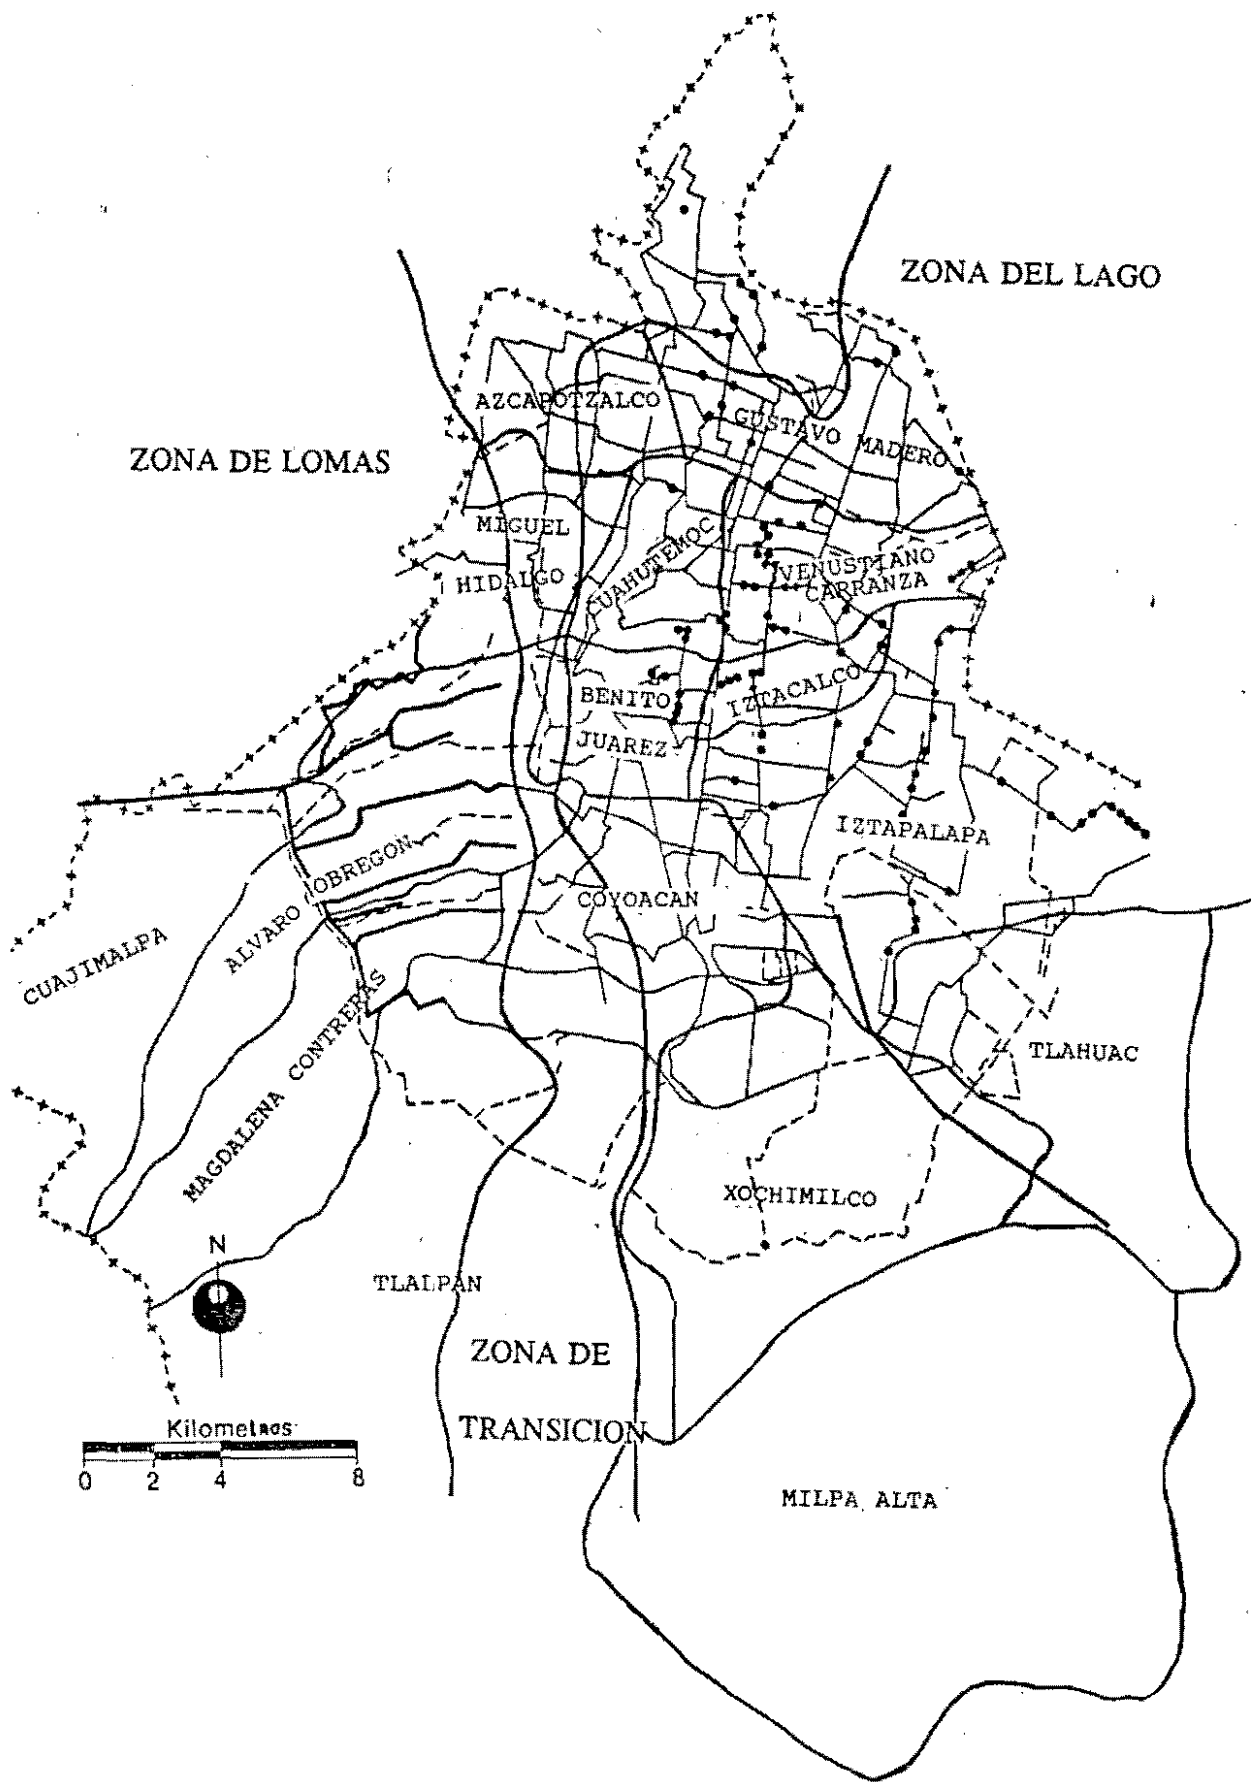 ZONA DEL LAGO
AZCAPOTZALCO
GUSTAVO MADERO
ZONA DE LOMAS
MIGUEL
HIDALGO
CUAHUTEMOC
VENUSTIANO
CARRANZA
BENITO
JUAREZ
IZTACALCO
IZTAPALAPA
ALVARO OBREGON
COYOACAN
CUAJIMALPA
MAGDALENA CONTRERAS
TLAHUAC
XOCHIMILCO
N
TLALPAN
ZONA DE
TRANSICION
Kilometros
0 2 4 8
MILPA ALTA